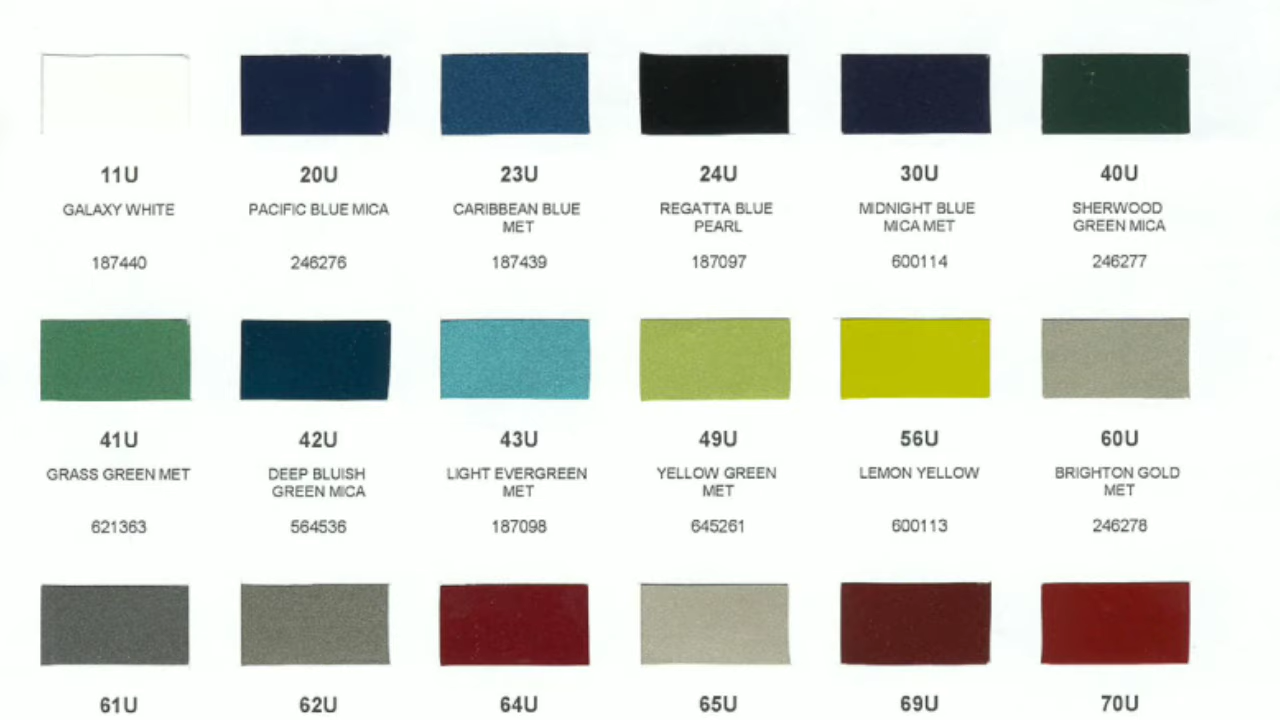 11U 20U 23U 24U 30U 40U
GALAXY WHITE PACIFIC BLUE MICA CARIBBEAN BLUE REGATTA BLUE MIDNIGHT BLUE SHERWOOD
MET PEARL MICA MET GREEN MICA
187440 246276 187439 187097 600114 246277
41U 42U 43U 49U 56U 60U
GRASS GREEN MET DEEP BLUISH LIGHT EVERGREEN YELLOW GREEN LEMON YELLOW BRIGHTON GOLD
GREEN MICA MET MET MET
621363 564536 187098 645261 600113 246278
61U 62U 64U 65U 69U 70U